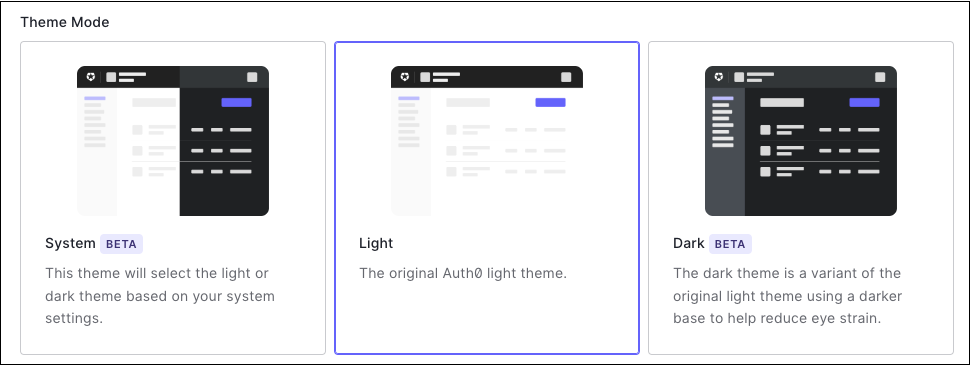 Theme Mode
System BETA
This theme will select the light or
dark theme based on your system
settings.
Light
The original Auth0 light theme.
Dark BETA
The dark theme is a variant of the
original light theme using a darker
base to help reduce eye strain.